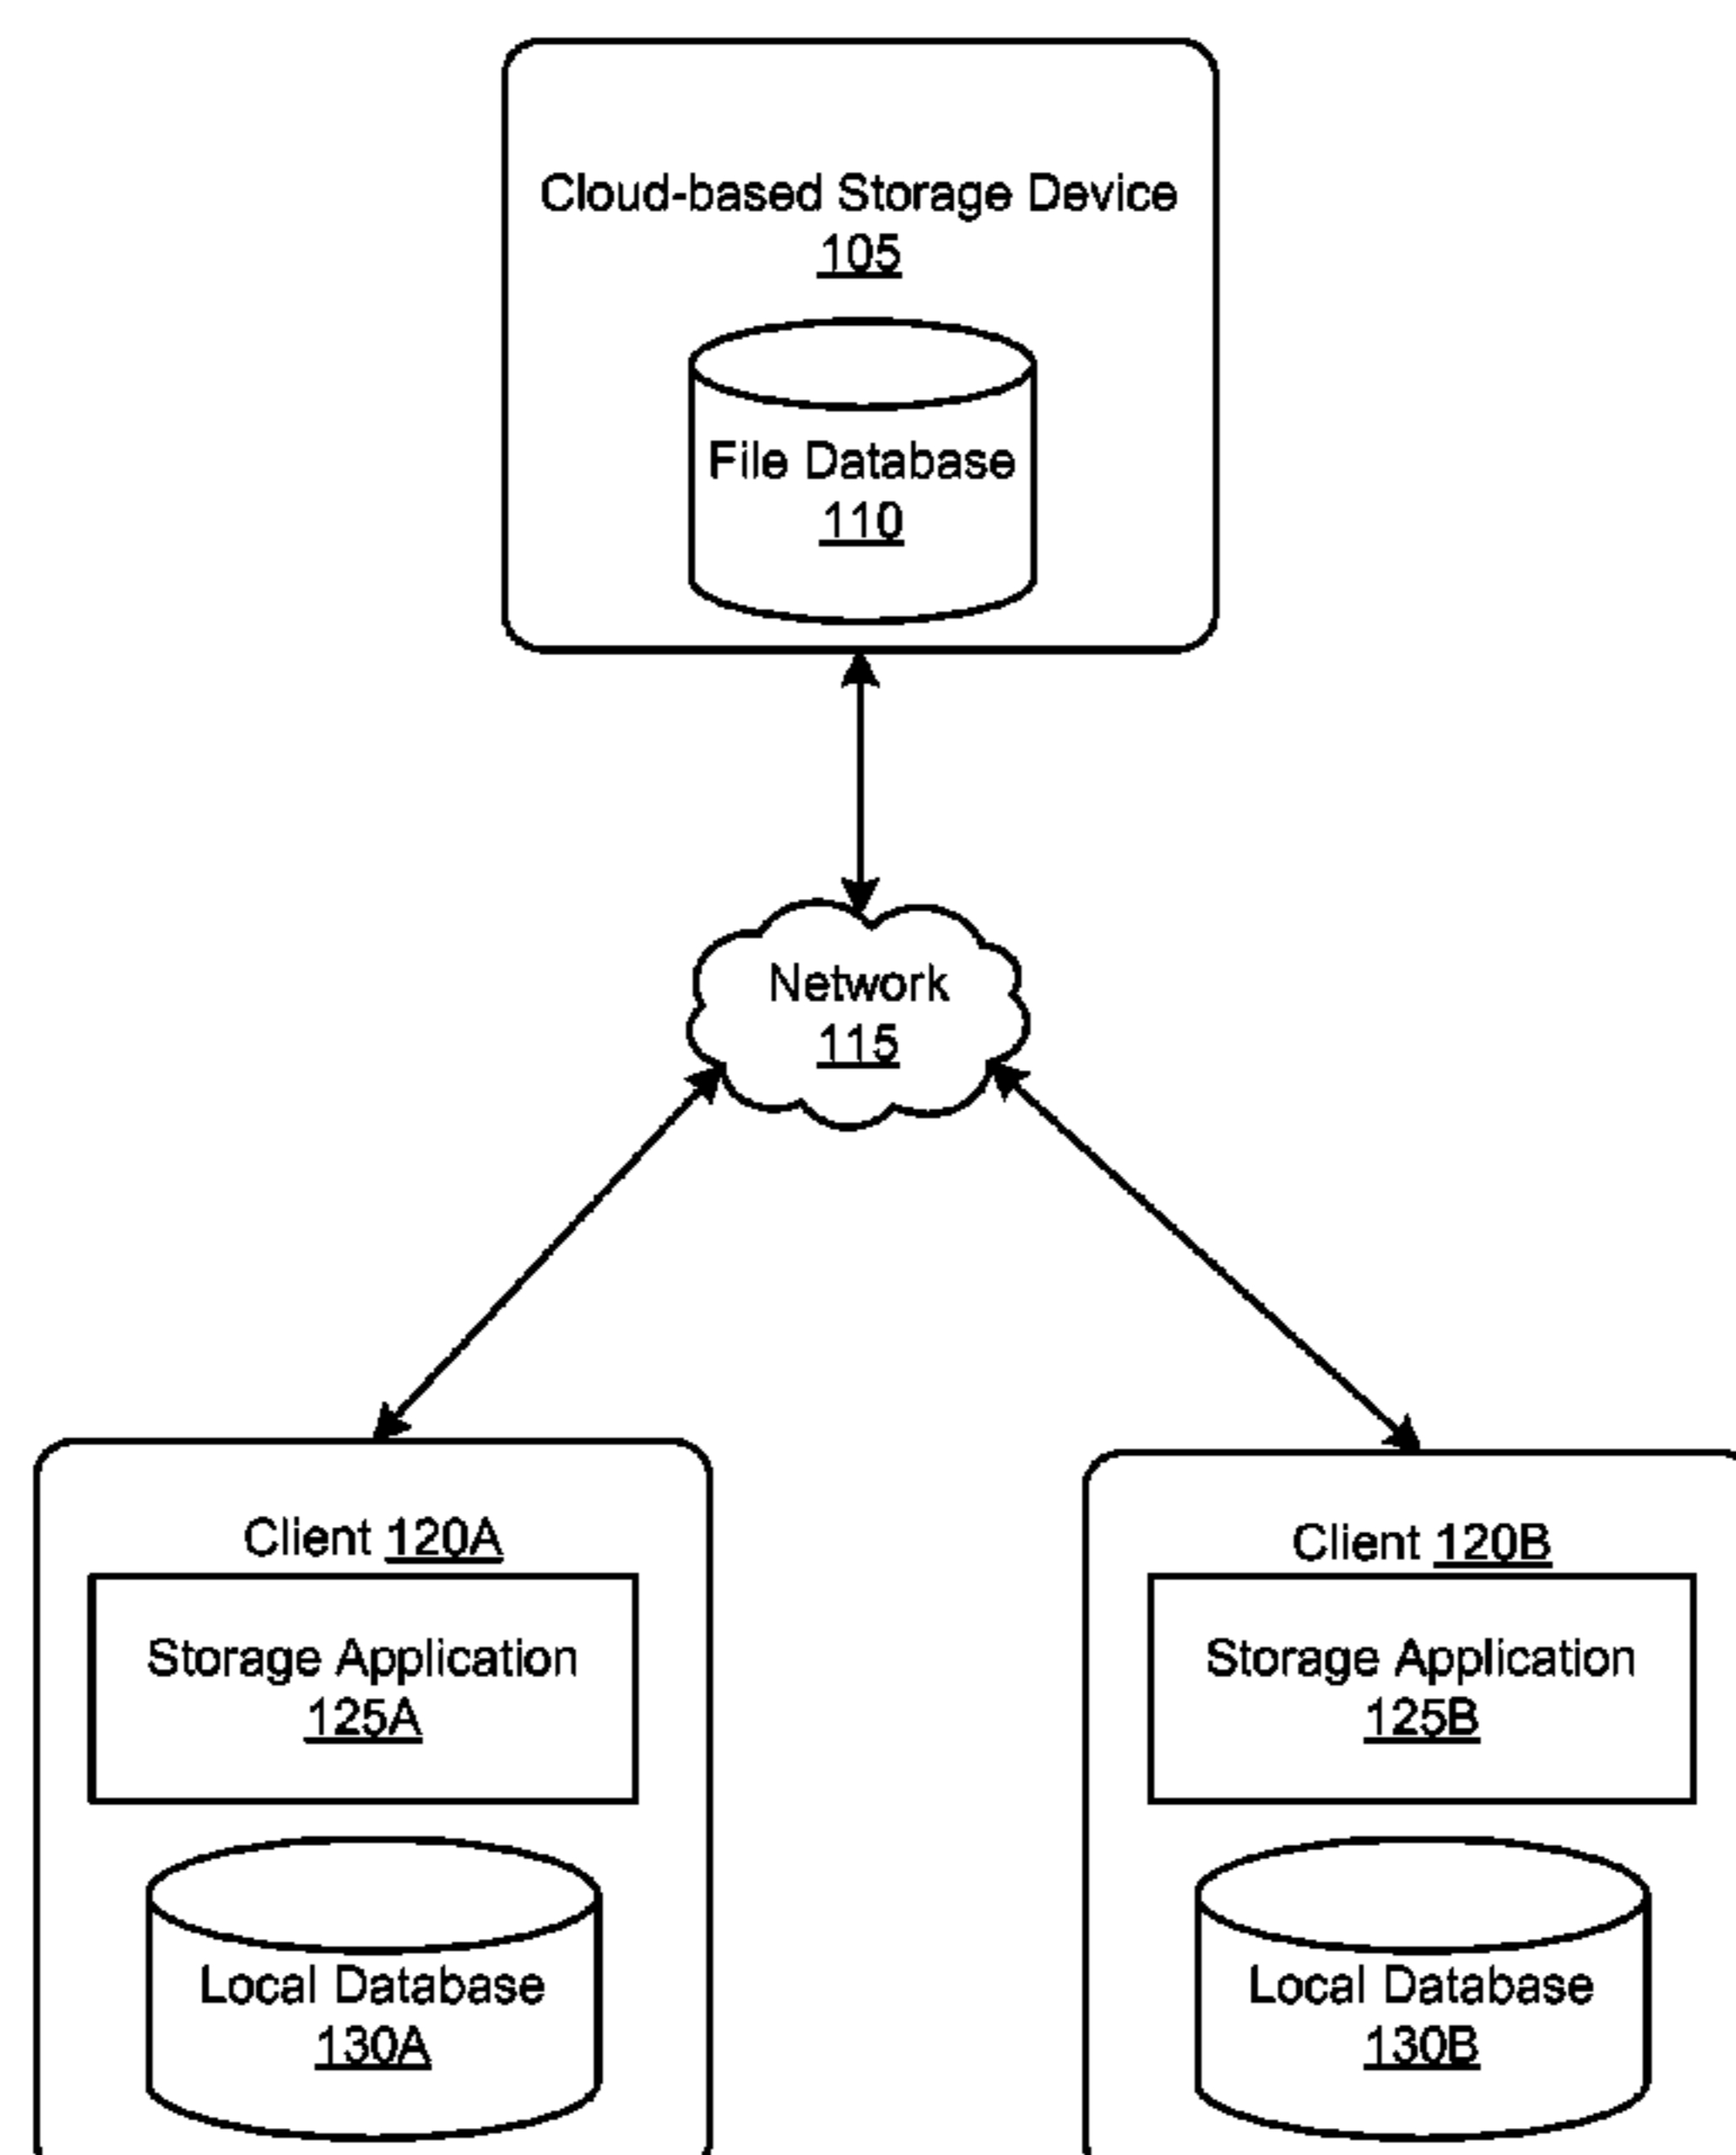 Cloud-based Storage Device
105
File Database
110
Network
115
Client 120A
Storage Application
125A
Local Database
130A
Client 120B
Storage Application
125B
Local Database
130B